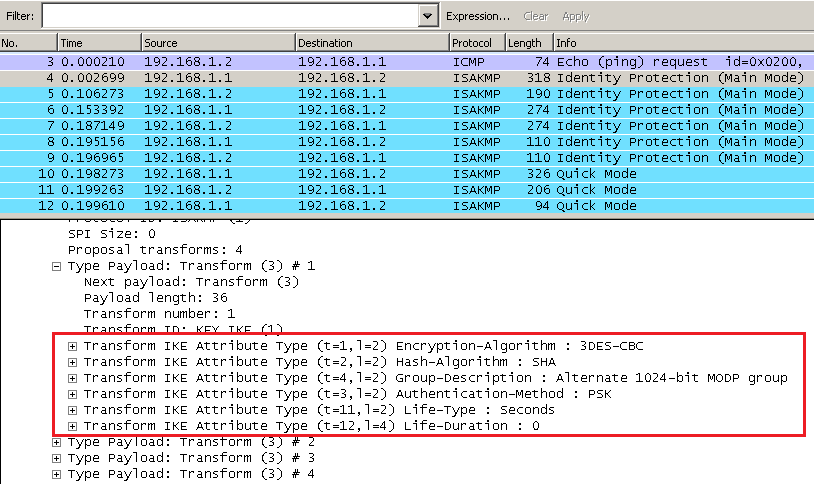 Filter: Expression... Clear Apply
No. Time Source Destination Protocol Length Info
3 0.000210 192.168.1.2 192.168.1.1 ICMP 74 Echo (ping) request id=0x0200,
4 0.002699 192.168.1.2 192.168.1.1 ISAKMP 318 Identity Protection (Main Mode)
5 0.106273 192.168.1.1 192.168.1.2 ISAKMP 190 Identity Protection (Main Mode)
6 0.153392 192.168.1.2 192.168.1.1 ISAKMP 274 Identity Protection (Main Mode)
7 0.187149 192.168.1.1 192.168.1.2 ISAKMP 274 Identity Protection (Main Mode)
8 0.195156 192.168.1.2 192.168.1.1 ISAKMP 110 Identity Protection (Main Mode)
9 0.196965 192.168.1.1 192.168.1.2 ISAKMP 110 Identity Protection (Main Mode)
10 0.198273 192.168.1.2 192.168.1.1 ISAKMP 326 Quick Mode
11 0.199263 192.168.1.1 192.168.1.2 ISAKMP 206 Quick Mode
12 0.199610 192.168.1.2 192.168.1.1 ISAKMP 94 Quick Mode
Protocol ID: ISAKMP (1)
SPI Size: 0
Proposal transforms: 4
Type Payload: Transform (3) # 1
Next payload: Transform (3)
Payload length: 36
Transform number: 1
Transform ID: KEY_IKE (1)
Transform IKE Attribute Type (t=1,l=2) Encryption-Algorithm : 3DES-CBC
Transform IKE Attribute Type (t=2,l=2) Hash-Algorithm : SHA
Transform IKE Attribute Type (t=4,l=2) Group-Description : Alternate 1024-bit MODP group
Transform IKE Attribute Type (t=3,l=2) Authentication-Method : PSK
Transform IKE Attribute Type (t=11,l=2) Life-Type : Seconds
Transform IKE Attribute Type (t=12,l=4) Life-Duration : 0
Type Payload: Transform (3) # 2
Type Payload: Transform (3) # 3
Type Payload: Transform (3) # 4